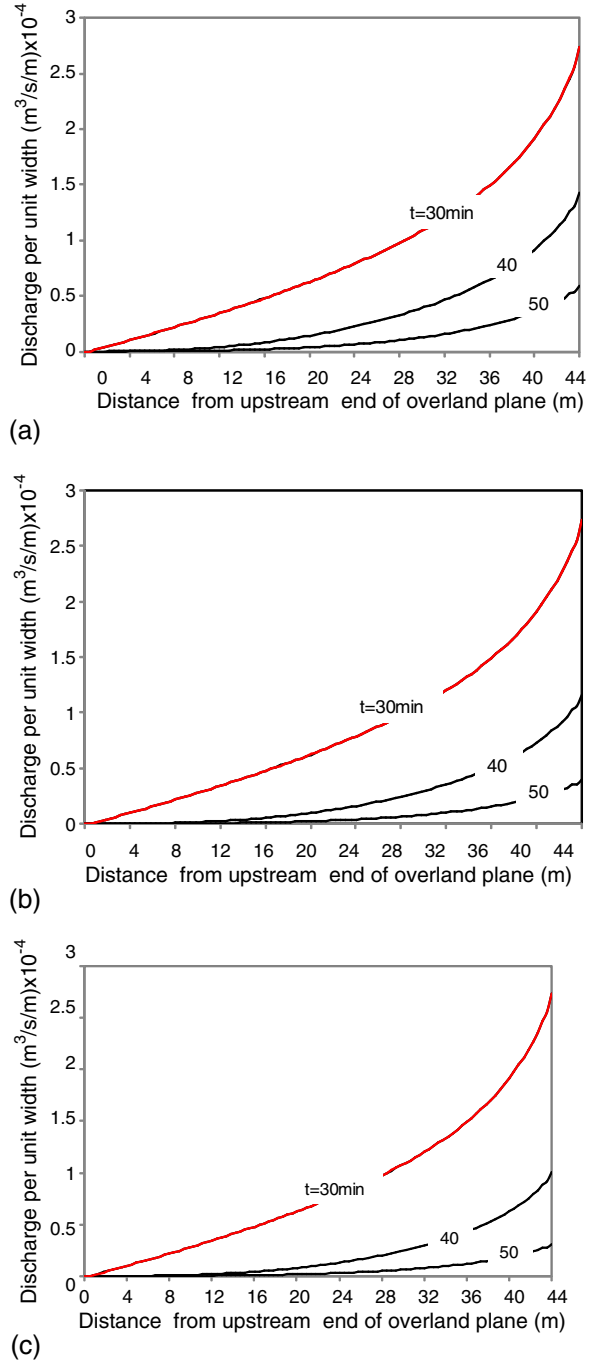 3
2.5
2
1.5
1
0.5
0
Discharge per unit width (m³/s/m)x10⁻⁴
t=30min
40
50
0 4 8 12 16 20 24 28 32 36 40 44
Distance from upstream end of overland plane (m)
(a)
3
2.5
2
1.5
1
0.5
0
Discharge per unit width (m³/s/m)x10⁻⁴
t=30min
40
50
0 4 8 12 16 20 24 28 32 36 40 44
Distance from upstream end of overland plane (m)
(b)
3
2.5
2
1.5
1
0.5
0
Discharge per unit width (m³/s/m)x10⁻⁴
t=30min
40
50
0 4 8 12 16 20 24 28 32 36 40 44
Distance from upstream end of overland plane (m)
(c)